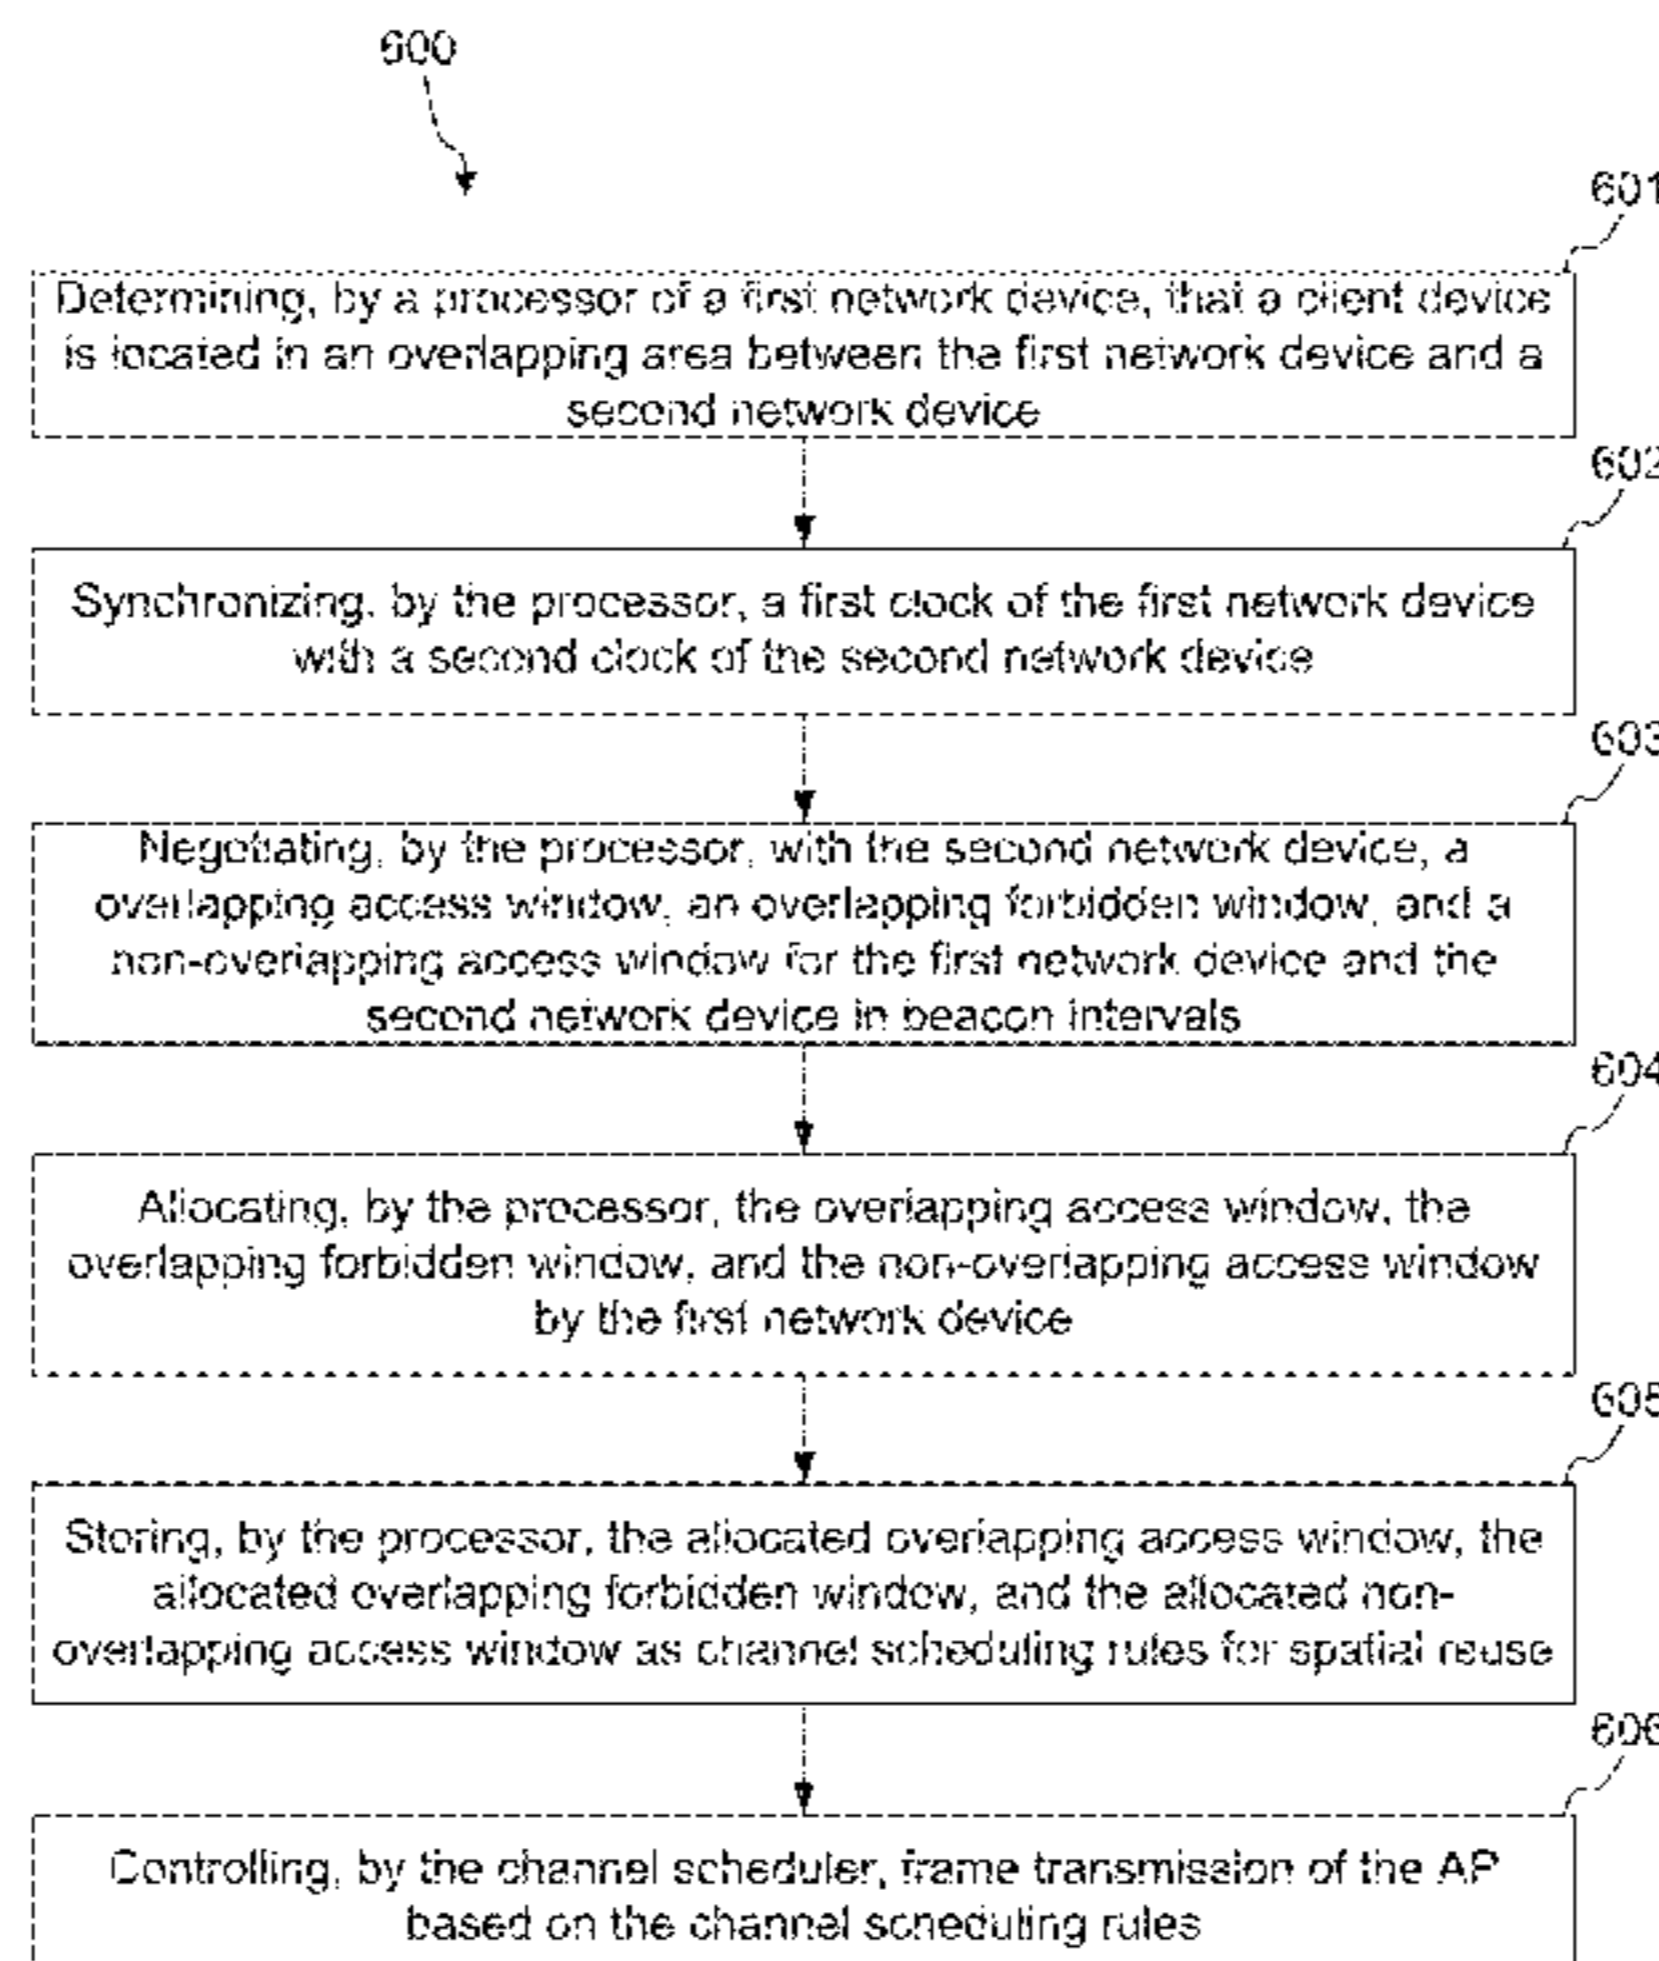 600
601
Determining, by a processor of a first network device, that a client device
is located in an overlapping area between the first network device and a
second network device
602
Synchronizing, by the processor, a first clock of the first network device
with a second clock of the second network device
603
Negotiating, by the processor, with the second network device, a
overlapping access window, an overlapping forbidden window, and a
non-overlapping access window for the first network device and the
second network device in beacon intervals
604
Allocating, by the processor, the overlapping access window, the
overlapping forbidden window, and the non-overlapping access window
by the first network device
605
Storing, by the processor, the allocated overlapping access window, the
allocated overlapping forbidden window, and the allocated non-
overlapping access window as channel scheduling rules for spatial reuse
606
Controlling, by the channel scheduler, frame transmission of the AP
based on the channel scheduling rules